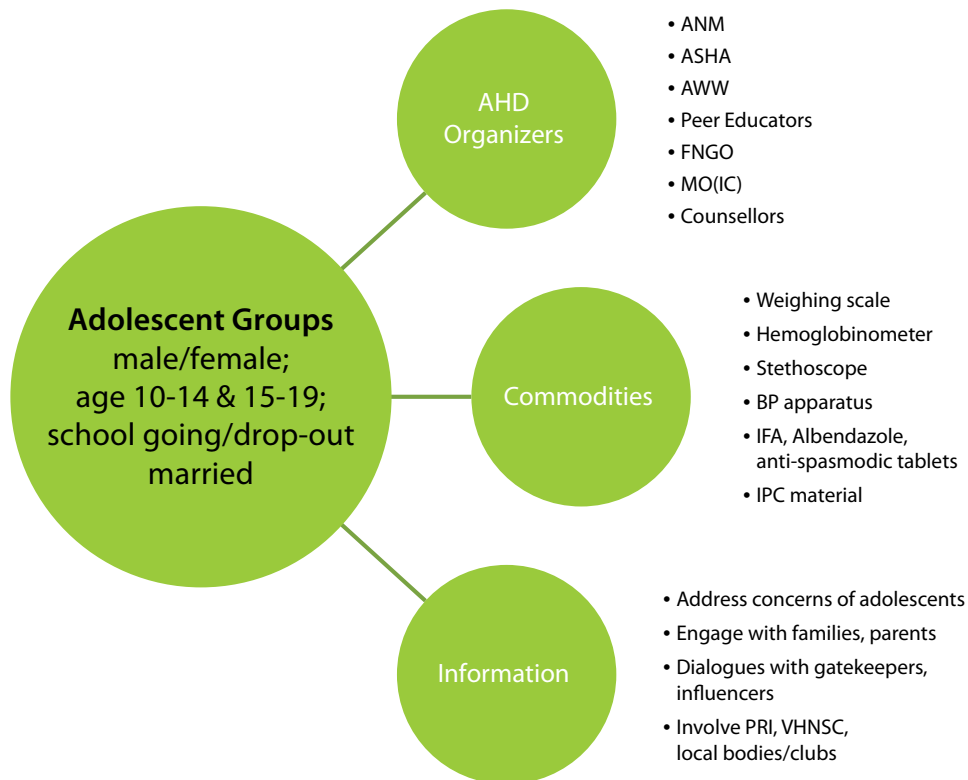 Adolescent Groups
male/female;
age 10-14 & 15-19;
school going/drop-out
married
AHD
Organizers
• ANM
• ASHA
• AWW
• Peer Educators
• FNGO
• MO(IC)
• Counsellors
Commodities
• Weighing scale
• Hemoglobinometer
• Stethoscope
• BP apparatus
• IFA, Albendazole,
anti-spasmodic tablets
• IPC material
Information
• Address concerns of adolescents
• Engage with families, parents
• Dialogues with gatekeepers,
influencers
• Involve PRI, VHNSC,
local bodies/clubs